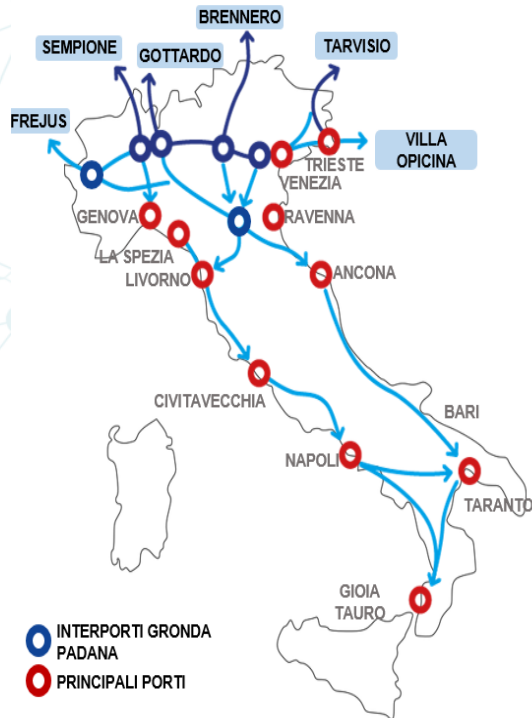 BRENNERO
SEMPIONE
GOTTARDO
TARVISIO
FREJUS
VILLA
OPICINA
TRIESTE
VENEZIA
GENOVA
RAVENNA
LA SPEZIA
LIVORNO
ANCONA
CIVITAVECCHIA
BARI
NAPOLI
TARANTO
GIOIA
TAURO
INTERPORTI GRONDA
PADANA
PRINCIPALI PORTI